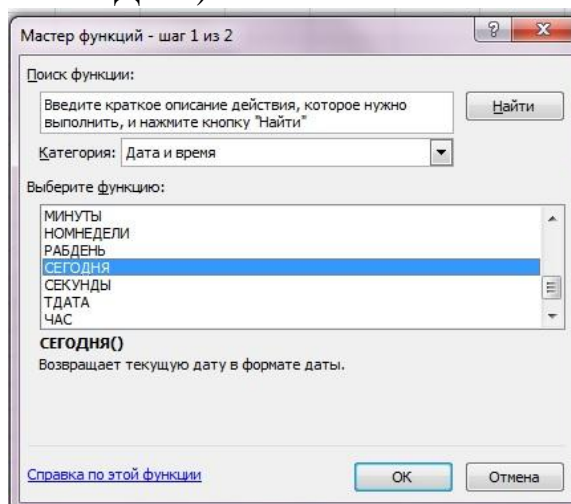 Мастер функций - шаг 1 из 2
Поиск функции:
Введите краткое описание действия, которое нужно
выполнить, и нажмите кнопку "Найти"
Найти
Категория: Дата и время
Выберите функцию:
МИНУТЫ
НОМНЕДЕЛИ
РАБДЕНЬ
СЕГОДНЯ
СЕКУНДЫ
ТДАТА
ЧАС
СЕГОДНЯ()
Возвращает текущую дату в формате даты.
Справка по этой функции
ОК
Отмена